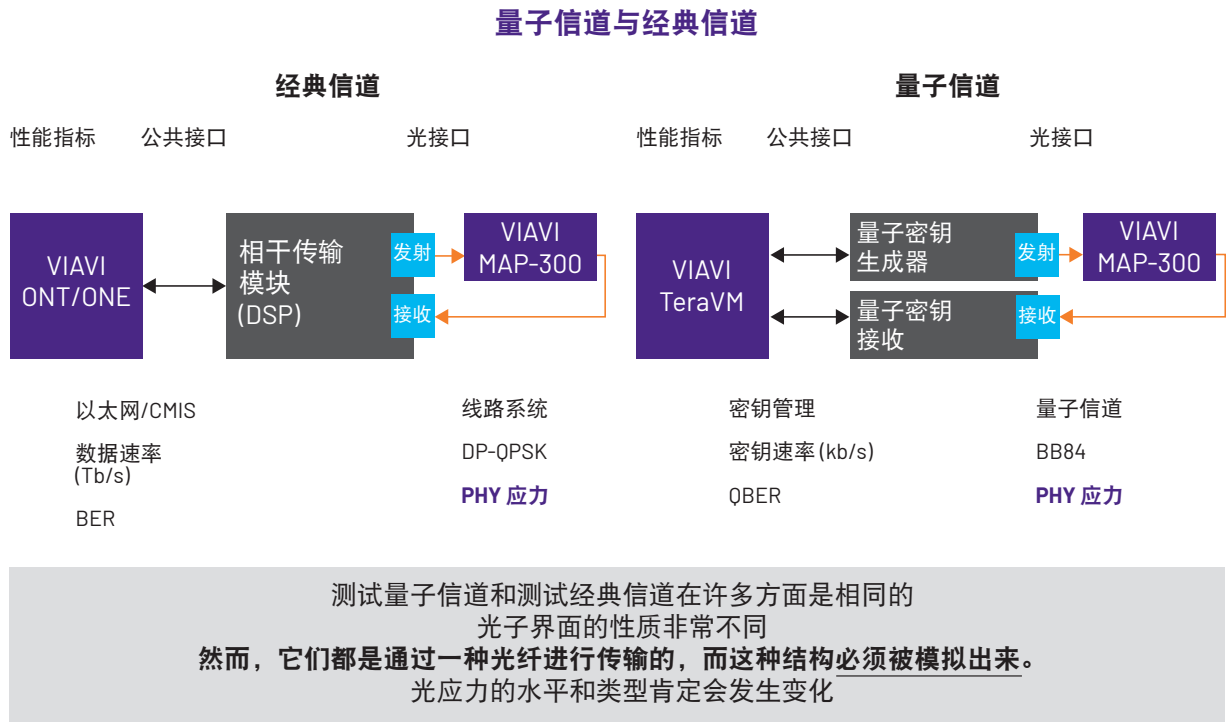 量子信道与经典信道
经典信道
量子信道
性能指标
公共接口
光接口
性能指标
公共接口
光接口
VIAVI
ONT/ONE
相干传输
模块
(DSP)
发射
接收
VIAVI
MAP-300
VIAVI
TeraVM
量子密钥
生成器
量子密钥
接收
发射
接收
VIAVI
MAP-300
以太网/CMIS
数据速率
(Tb/s)
BER
线路系统
DP-QPSK
PHY 应力
密钥管理
密钥速率 (kb/s)
QBER
量子信道
BB84
PHY 应力
测试量子信道和测试经典信道在许多方面是相同的
光子界面的性质非常不同
然而，它们都是通过一种光纤进行传输的，而这种结构必须被模拟出来。
光应力的水平和类型肯定会发生变化